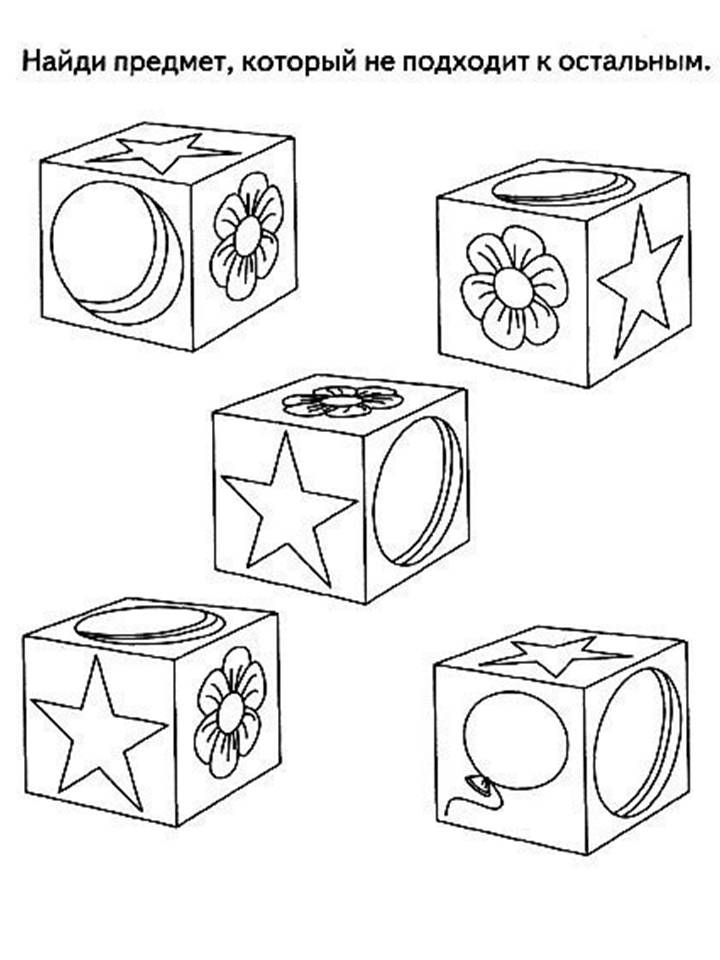 Найди предмет, который не подходит к остальным.